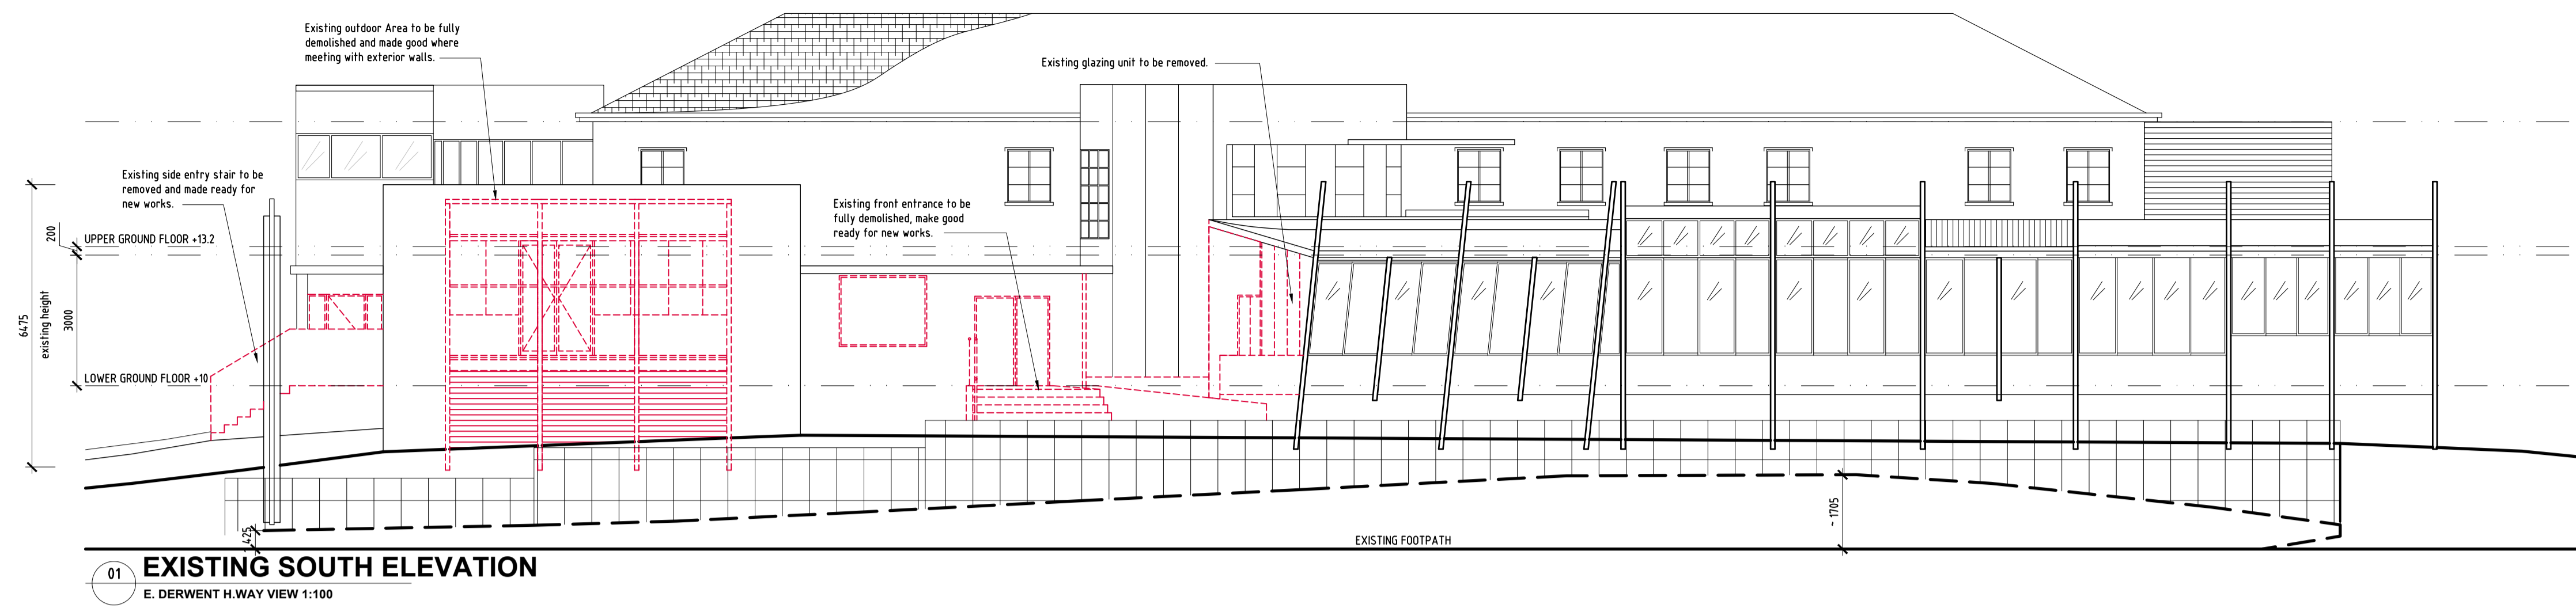 Existing outdoor Area to be fully
demolished and made good where
meeting with exterior walls.
Existing glazing unit to be removed.
Existing side entry stair to be
removed and made ready for
new works.
Existing front entrance to be
fully demolished, make good
ready for new works.
200
UPPER GROUND FLOOR +13.2
6475
existing height
3000
LOWER GROUND FLOOR +10
~ 1705
425
EXISTING FOOTPATH
01
EXISTING SOUTH ELEVATION
E. DERWENT H.WAY VIEW 1:100